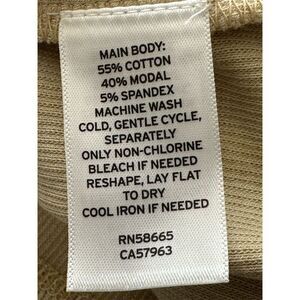 MAIN BODY:
55% COTTON
40% MODAL
5% SPANDEX
MACHINE WASH
COLD, GENTLE CYCLE,
SEPARATELY
ONLY NON-CHLORINE
BLEACH IF NEEDED
RESHAPE, LAY FLAT
TO DRY
COOL IRON IF NEEDED
RN58665
CA57963